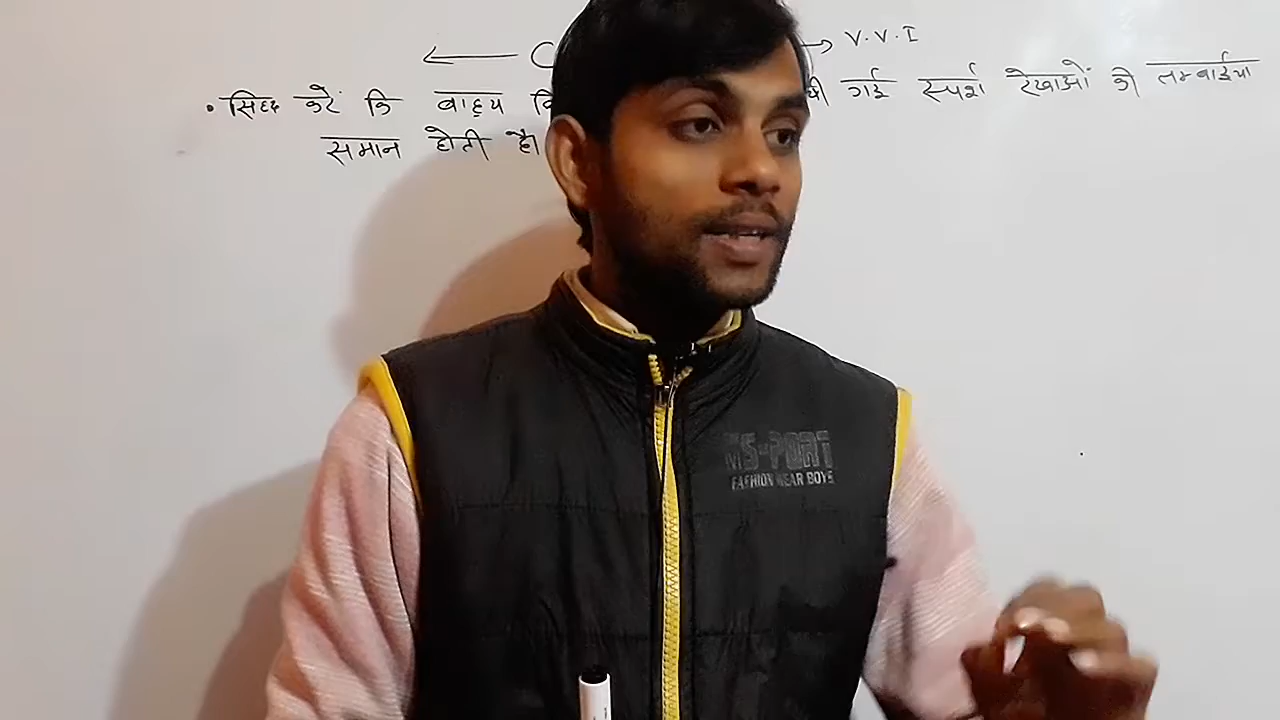 V.V.I
• सिद्ध करें कि बाह्य गई स्पर्श रेखाओं की लम्बाईया
समान होती है।
MS-PORT
FASHION WEAR BOYS